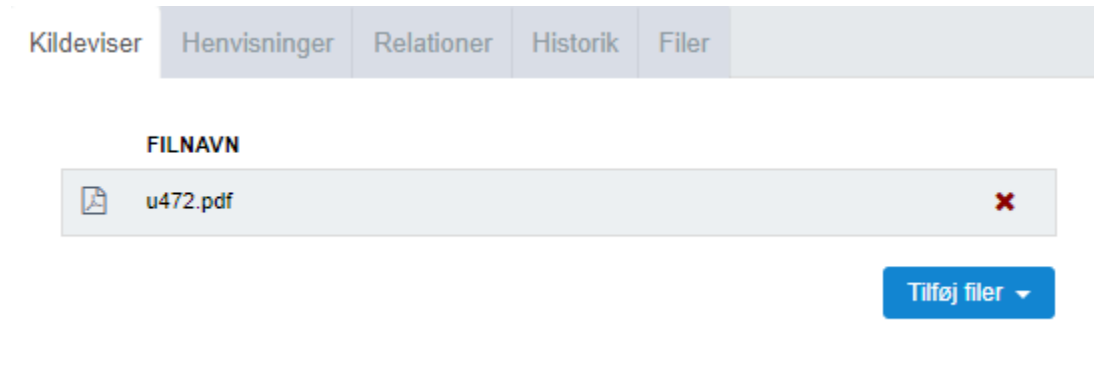 Kildeviser Henvisninger Relationer Historik Filer
FILNAVN
u472.pdf
Tilføj filer